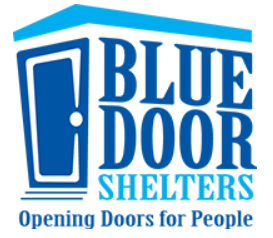 BLUE
DOOR
SHELTERS
Opening Doors for People